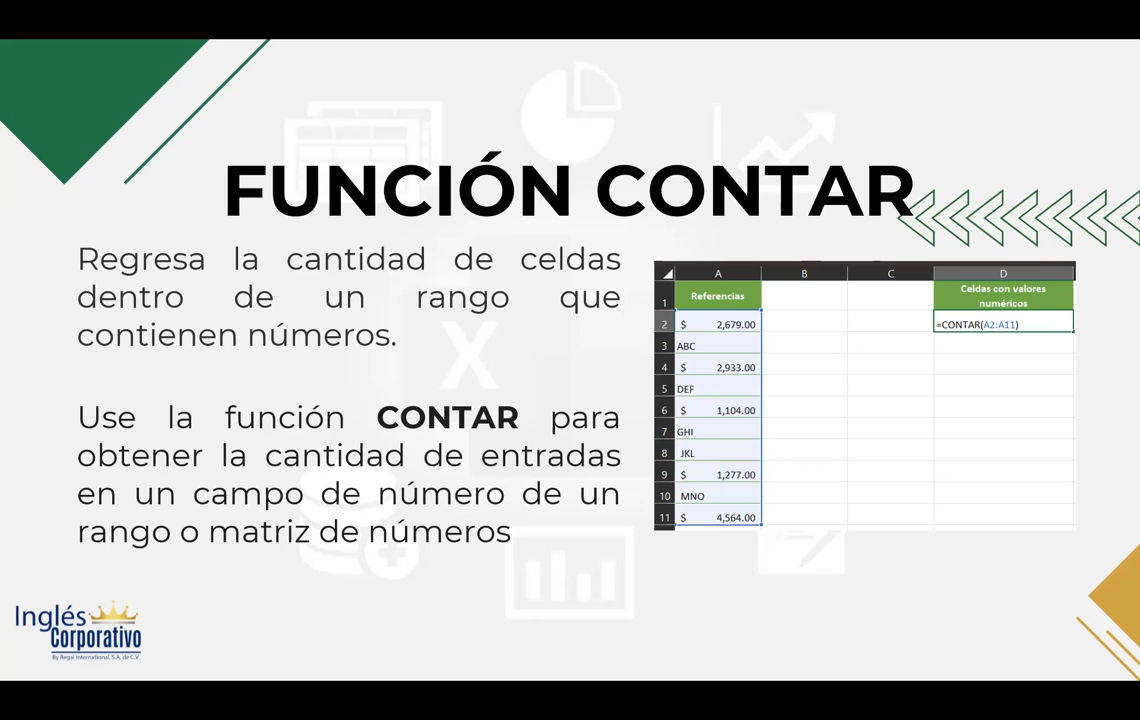 FUNCIÓN CONTAR
Regresa la cantidad de celdas
dentro de un rango que
contienen números.
Use la función CONTAR para
obtener la cantidad de entradas
en un campo de número de un
rango o matriz de números
A B C D
1 Referencias Celdas con valores
numéricos
2 $ 2,679.00 =CONTAR(A2:A11)
3 ABC
4 $ 2,933.00
5 DEF
6 $ 1,104.00
7 GHI
8 JKL
9 $ 1,277.00
10 MNO
11 $ 4,564.00
X
Inglés
Corporativo
By Regal International, S.A. de C.V.